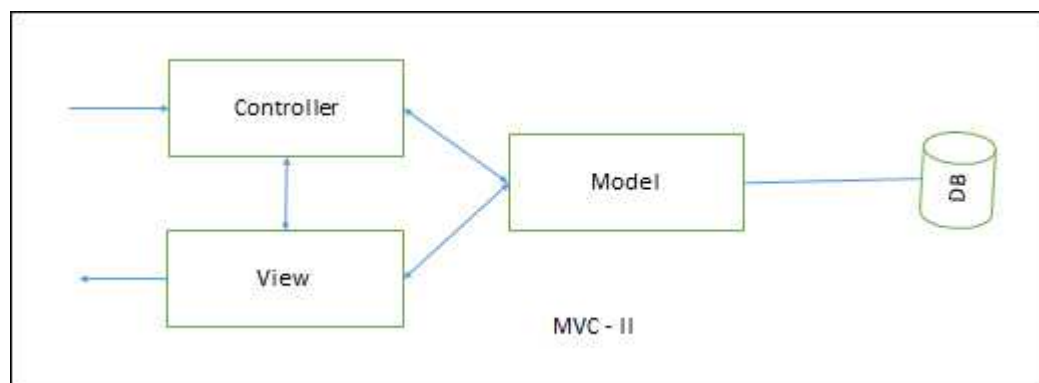 Controller
Model
DB
View
MVC - II